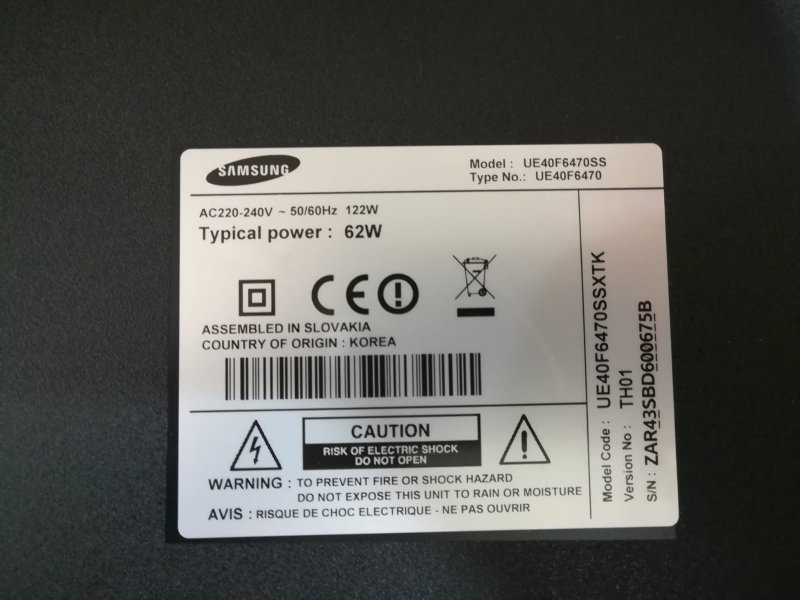 SAMSUNG
Model : UE40F6470SS
Type No.: UE40F6470
AC220-240V ~ 50/60Hz 122W
Typical power : 62W
CE
ASSEMBLED IN SLOVAKIA
COUNTRY OF ORIGIN : KOREA
CAUTION
RISK OF ELECTRIC SHOCK
DO NOT OPEN
WARNING : TO PREVENT FIRE OR SHOCK HAZARD
DO NOT EXPOSE THIS UNIT TO RAIN OR MOISTURE
AVIS : RISQUE DE CHOC ELECTRIQUE - NE PAS OUVRIR
Model Code : UE40F6470SSXTK
Version No : TH01
S/N : ZAR43SBD600675B